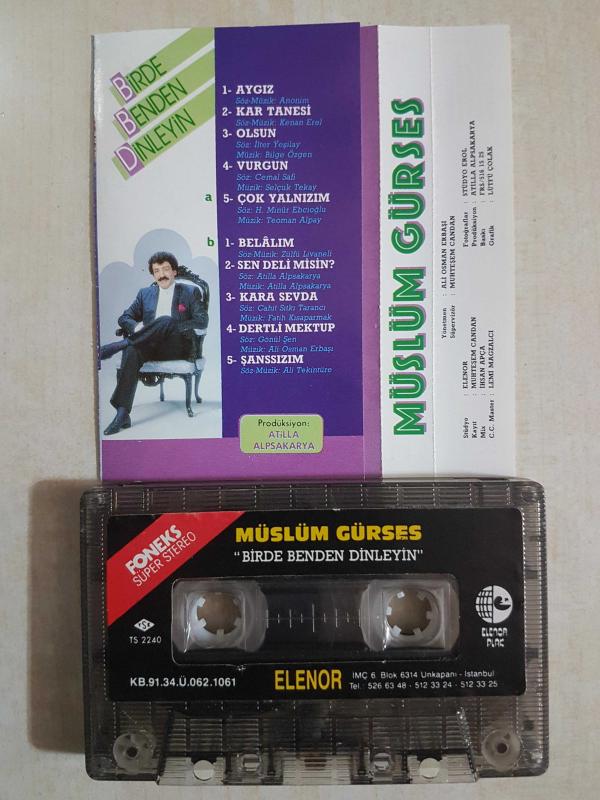 BİRDE
BENDEN
DİNLEYİN
a
1- AYGIZ
Söz-Müzik: Anonim
2- KAR TANESİ
Söz-Müzik: Kenan Erel
3- OLSUN
Söz: İlter Yeşilay
Müzik: Bilge Özgen
4- VURGUN
Söz: Cemal Safi
Müzik: Selçuk Tekay
5- ÇOK YALNIZIM
Söz: H. Münür Ebcioğlu
Müzik: Teoman Alpay
b
1- BELÂLIM
Söz-Müzik: Zülfü Livaneli
2- SEN DELİ MİSİN?
Söz: Atilla Alpsakarya
Müzik: Atilla Alpsakarya
3- KARA SEVDA
Söz: Cahit Sıtkı Tarancı
Müzik: Fatih Kısaparmak
4- DERTLİ MEKTUP
Söz: Gönül Şen
Müzik: Ali Osman Erbaşı
5- ŞANSSIZIM
Söz-Müzik: Ali Tekintüre
Prodüksiyon:
ATİLLA
ALPSAKARYA
MÜSLÜM GÜRSES
Yönetmen : ALİ OSMAN ERBAŞI
Süpervizör : MUHTEŞEM CANDAN
Stüdyo : ELENOR
Kayıt : MUHTEŞEM CANDAN
Mix : İHSAN APÇA
C.C. Master : LEMİ MAGZALCI
Fotoğraflar : STÜDYO EROL
Prodüksiyon : ATİLLA ALPSAKARYA
Baskı : FRS/516 15 25
Grafik : LÜTFÜ ÇOLAK
FONEKS
SÜPER STEREO
MÜSLÜM GÜRSES
"BİRDE BENDEN DİNLEYİN"
TSE
TS 2240
ELENOR
PLAK
KB.91.34.Ü.062.1061
ELENOR
İMÇ 6. Blok 6314 Unkapanı - İstanbul
Tel. 526 63 48 - 512 33 24 - 512 33 25